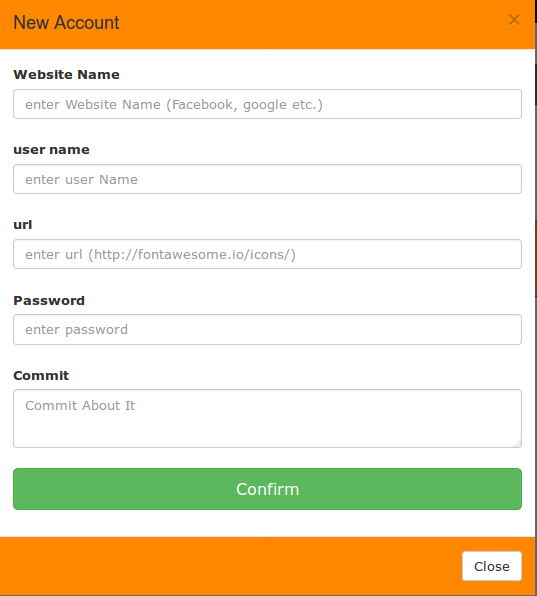 New Account
×
Website Name
enter Website Name (Facebook, google etc.)
user name
enter user Name
url
enter url (http://fontawesome.io/icons/)
Password
enter password
Commit
Commit About It
Confirm
Close